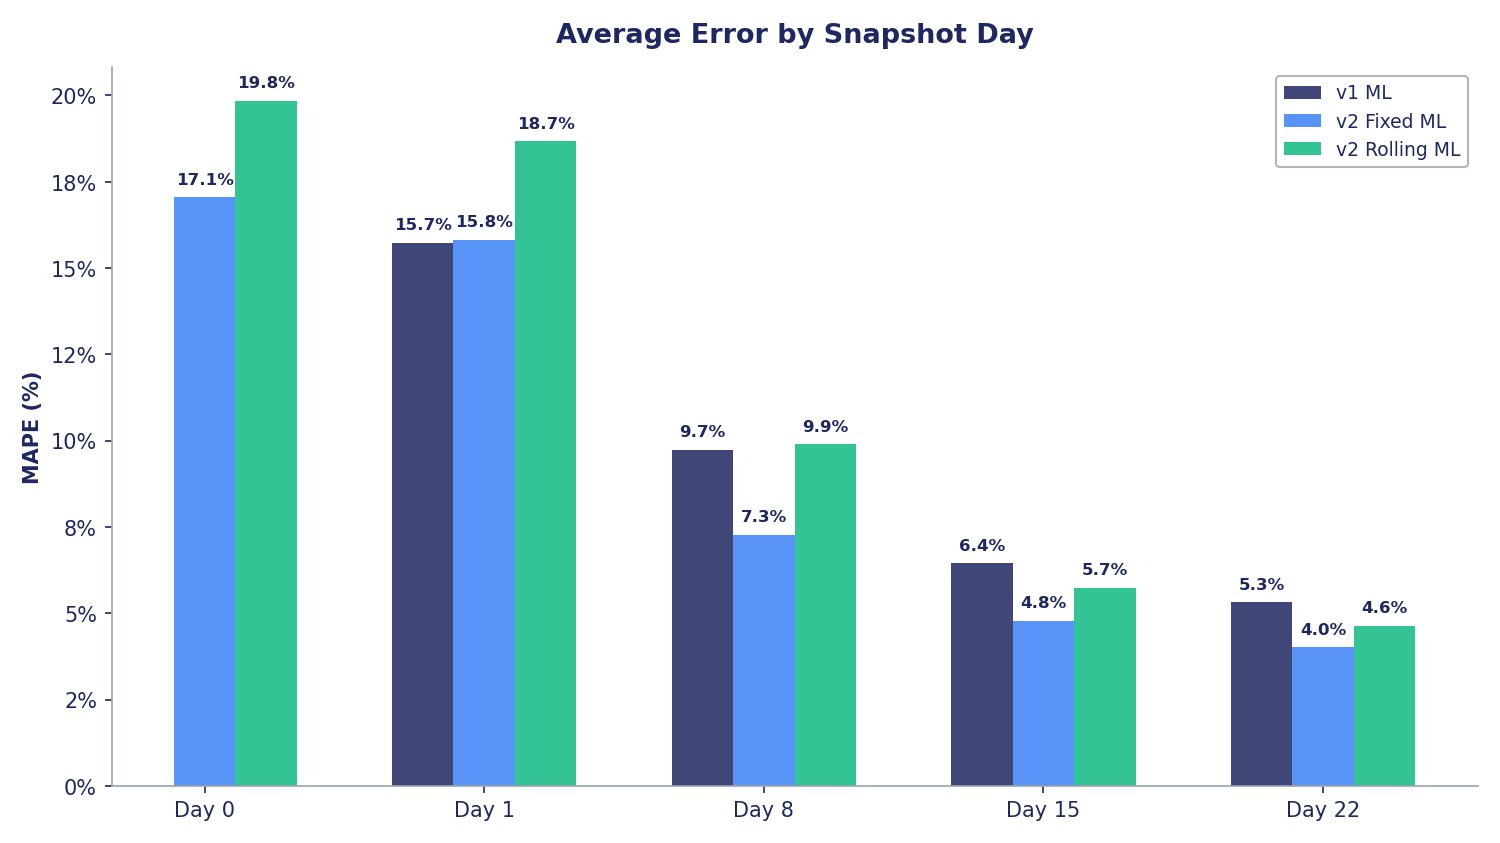 Average Error by Snapshot Day
v1 ML
v2 Fixed ML
v2 Rolling ML
MAPE (%)
20%
18%
15%
12%
10%
8%
5%
2%
0%
17.1%
19.8%
15.7%
15.8%
18.7%
9.7%
7.3%
9.9%
6.4%
4.8%
5.7%
5.3%
4.0%
4.6%
Day 0
Day 1
Day 8
Day 15
Day 22